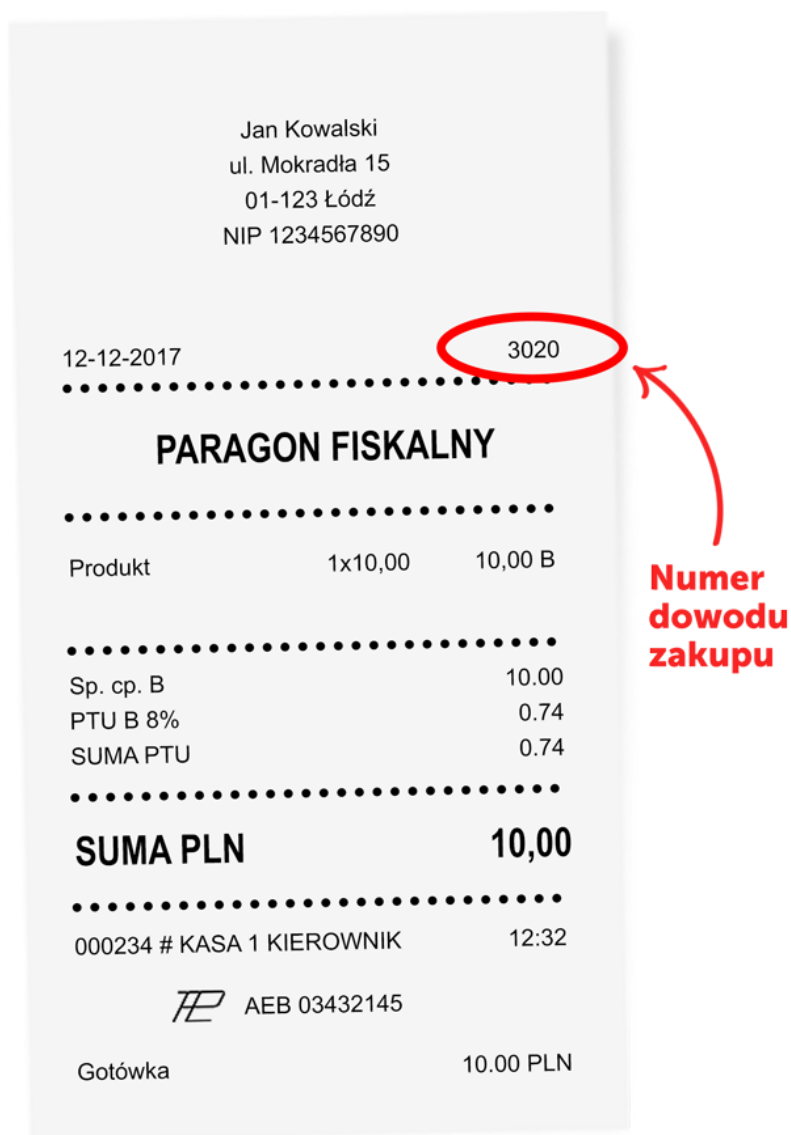 Jan Kowalski
ul. Mokradła 15
01-123 Łódź
NIP 1234567890
12-12-2017 3020
PARAGON FISKALNY
Produkt 1x10,00 10,00 B
Sp. cp. B 10.00
PTU B 8% 0.74
SUMA PTU 0.74
SUMA PLN 10,00
000234 # KASA 1 KIEROWNIK 12:32
AEB 03432145
Gotówka 10.00 PLN
Numer
dowodu
zakupu